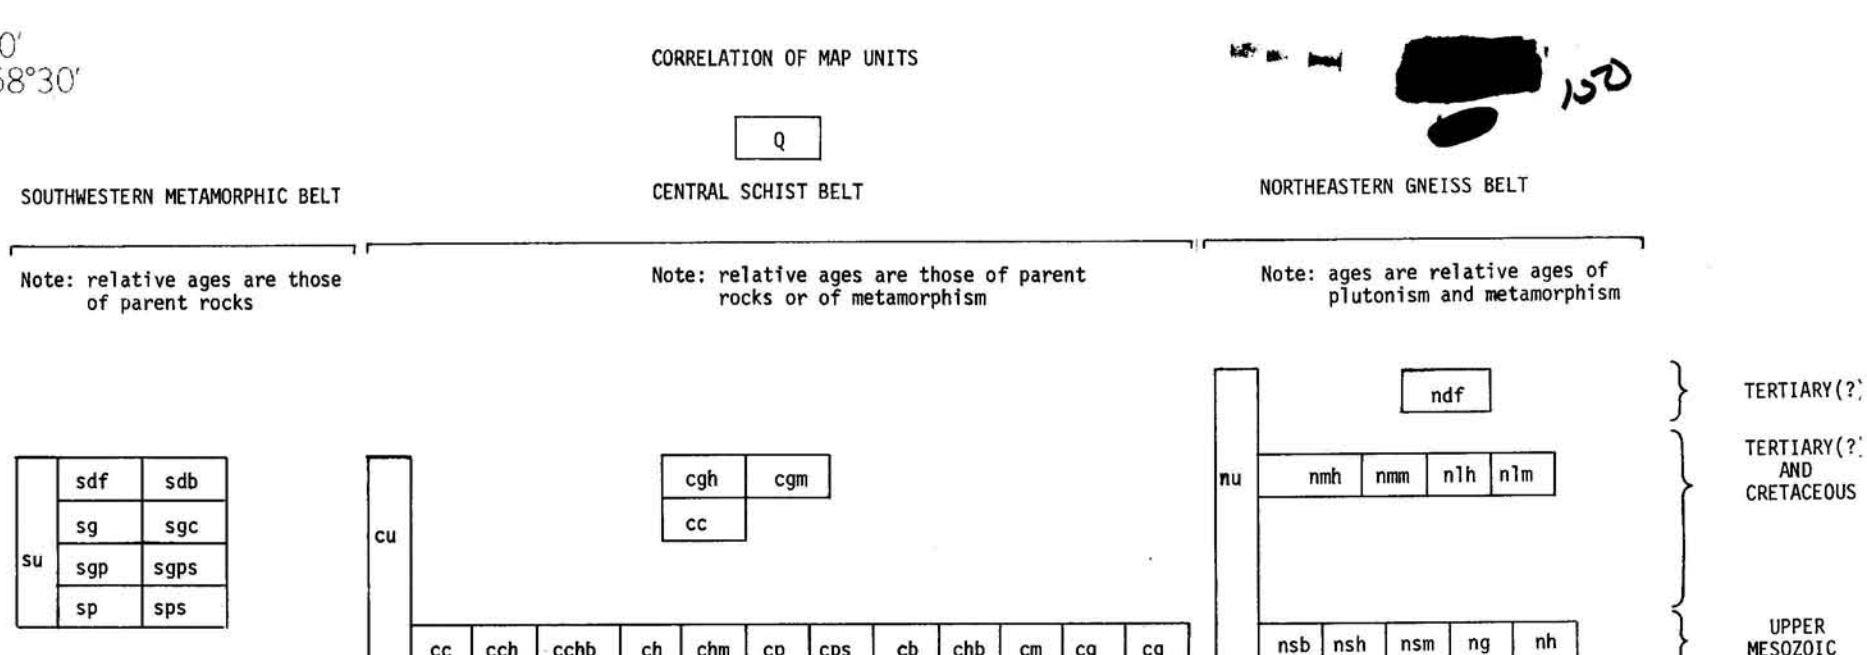 0'
58°30'
CORRELATION OF MAP UNITS
150
Q
SOUTHWESTERN METAMORPHIC BELT
CENTRAL SCHIST BELT
NORTHEASTERN GNEISS BELT
Note: relative ages are those
of parent rocks
Note: relative ages are those of parent
rocks or of metamorphism
Note: ages are relative ages of
plutonism and metamorphism
ndf
TERTIARY(?)
su
sdf sdb
sg sgc
sgp sgps
sp sps
cu
cgh cgm
cc
nu
nmh nmm nlh nlm
TERTIARY(?)
AND
CRETACEOUS
cc cch cchb ch chm cp cps cb chb cm cg cg
nsb nsh nsm ng nh
UPPER
MESOZOIC